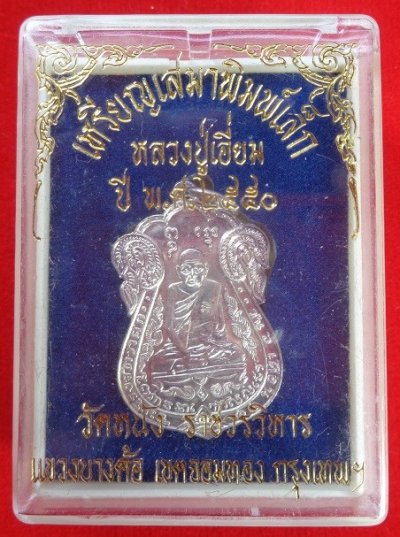 เหรียญเสมาพิมพ์เล็ก
หลวงปู่เอี่ยม
ปี พ.ศ.๒๕๕๐
วัดหนัง ราชวรวิหาร
แขวงบางค้อ เขตจอมทอง กรุงเทพฯ